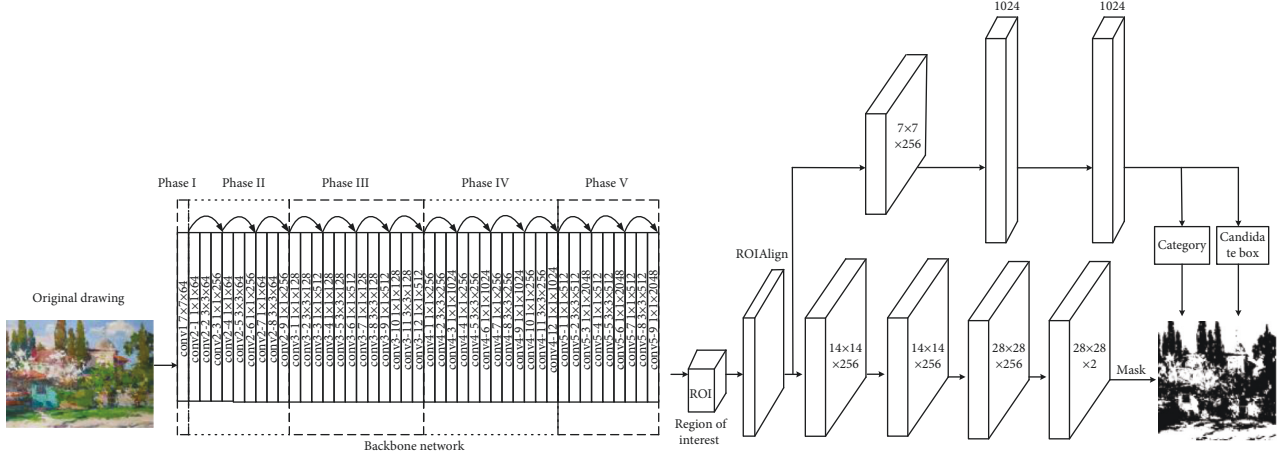 1024
1024
7×7
×256
Phase I
Phase II
Phase III
Phase IV
Phase V
conv1 7×7×64
conv2-1 1×1×64
conv2-2 3×3×64
conv2-3 1×1×256
conv2-4 1×1×64
conv2-5 3×3×64
conv2-6 1×1×256
conv2-7 1×1×64
conv2-8 3×3×64
conv2-9 1×1×256
conv3-1 1×1×128
conv3-2 3×3×128
conv3-3 1×1×512
conv3-4 1×1×128
conv3-5 3×3×128
conv3-6 1×1×512
conv3-7 1×1×128
conv3-8 3×3×128
conv3-9 1×1×512
conv3-10 1×1×128
conv3-11 3×3×128
conv3-12 1×1×512
conv4-1 1×1×256
conv4-2 3×3×256
conv4-3 1×1×1024
conv4-4 1×1×256
conv4-5 3×3×256
conv4-6 1×1×1024
conv4-7 1×1×256
conv4-8 3×3×256
conv4-9 1×1×1024
conv4-10 1×1×256
conv4-11 3×3×256
conv4-12 1×1×1024
conv5-1 1×1×512
conv5-2 3×3×512
conv5-3 1×1×2048
conv5-4 1×1×512
conv5-5 3×3×512
conv5-6 1×1×2048
conv5-7 1×1×512
conv5-8 3×3×512
conv5-9 1×1×2048
Category
Candida
te box
ROIAlign
Original drawing
14×14
×256
14×14
×256
28×28
×256
28×28
×2
Mask
ROI
Region of
interest
Backbone network